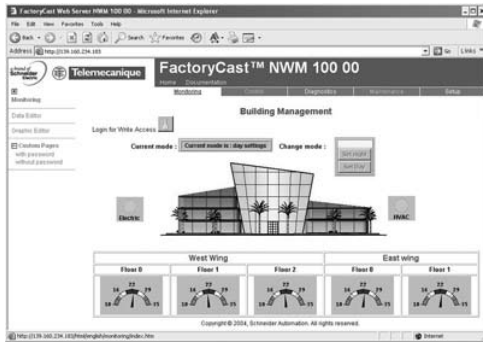 FactoryCast Web Server NWM 100 00 - Microsoft Internet Explorer
File Edit View Favorites Tools Help
Back Search Favorites
Address http://139.160.234.103 Go Links
Schneider Electric
Telemecanique
FactoryCast™ NWM 100 00
Home Documentation
Monitoring Control Diagnostics Maintenance Setup
Monitoring
Data Editor
Graphic Editor
Custom Pages
with password
without password
Building Management
Login for Write Access
Current mode : Current mode is : day settings Change mode :
Set night
Set Day
Electric
HVAC
West Wing East wing
Floor 0 Floor 1 Floor 2 Floor 0 Floor 1
Copyright © 2004, Schneider Automation. All rights reserved.
Internet